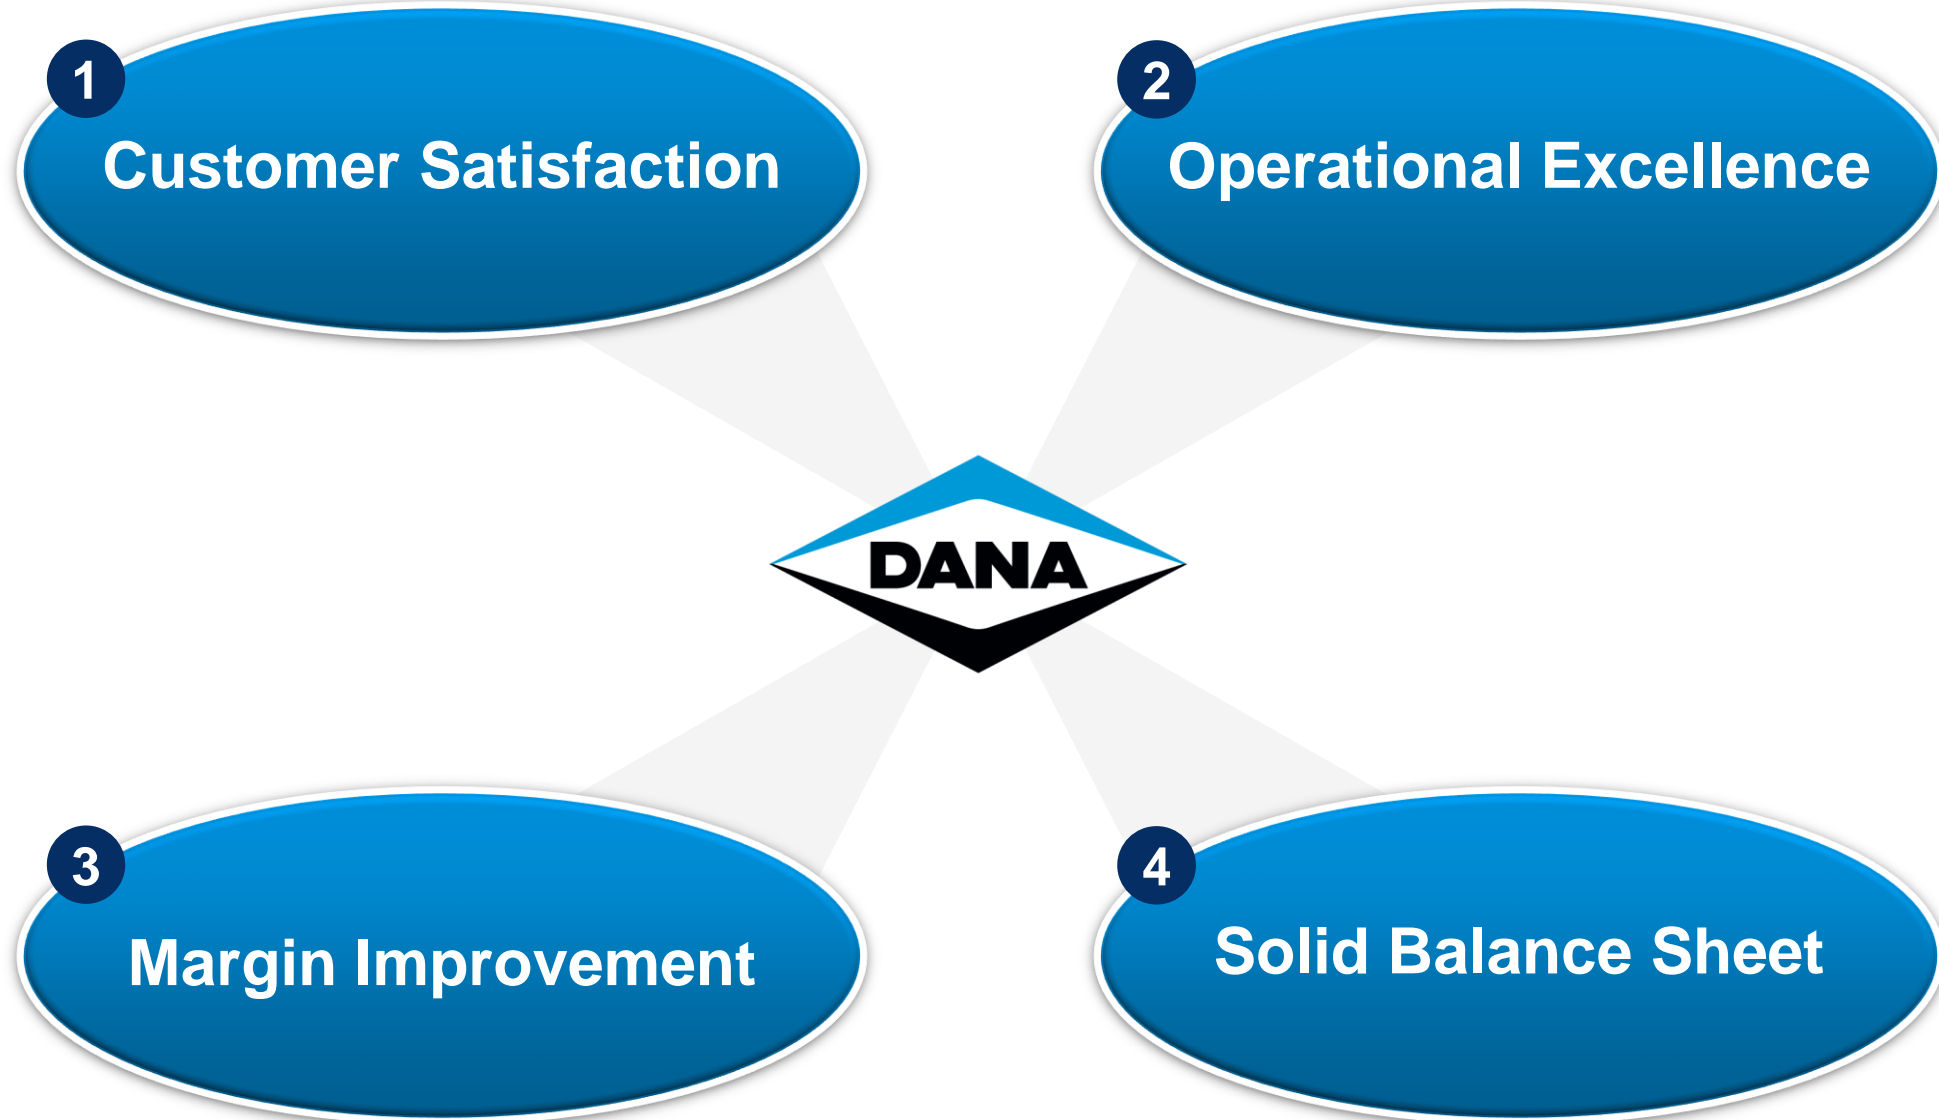 1
Customer Satisfaction
2
Operational Excellence
DANA
3
Margin Improvement
4
Solid Balance Sheet